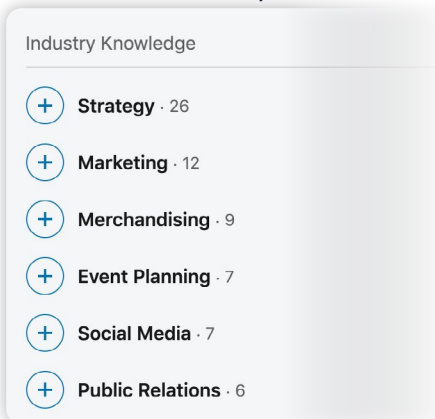 Industry Knowledge
Strategy · 26
Marketing · 12
Merchandising · 9
Event Planning · 7
Social Media · 7
Public Relations · 6